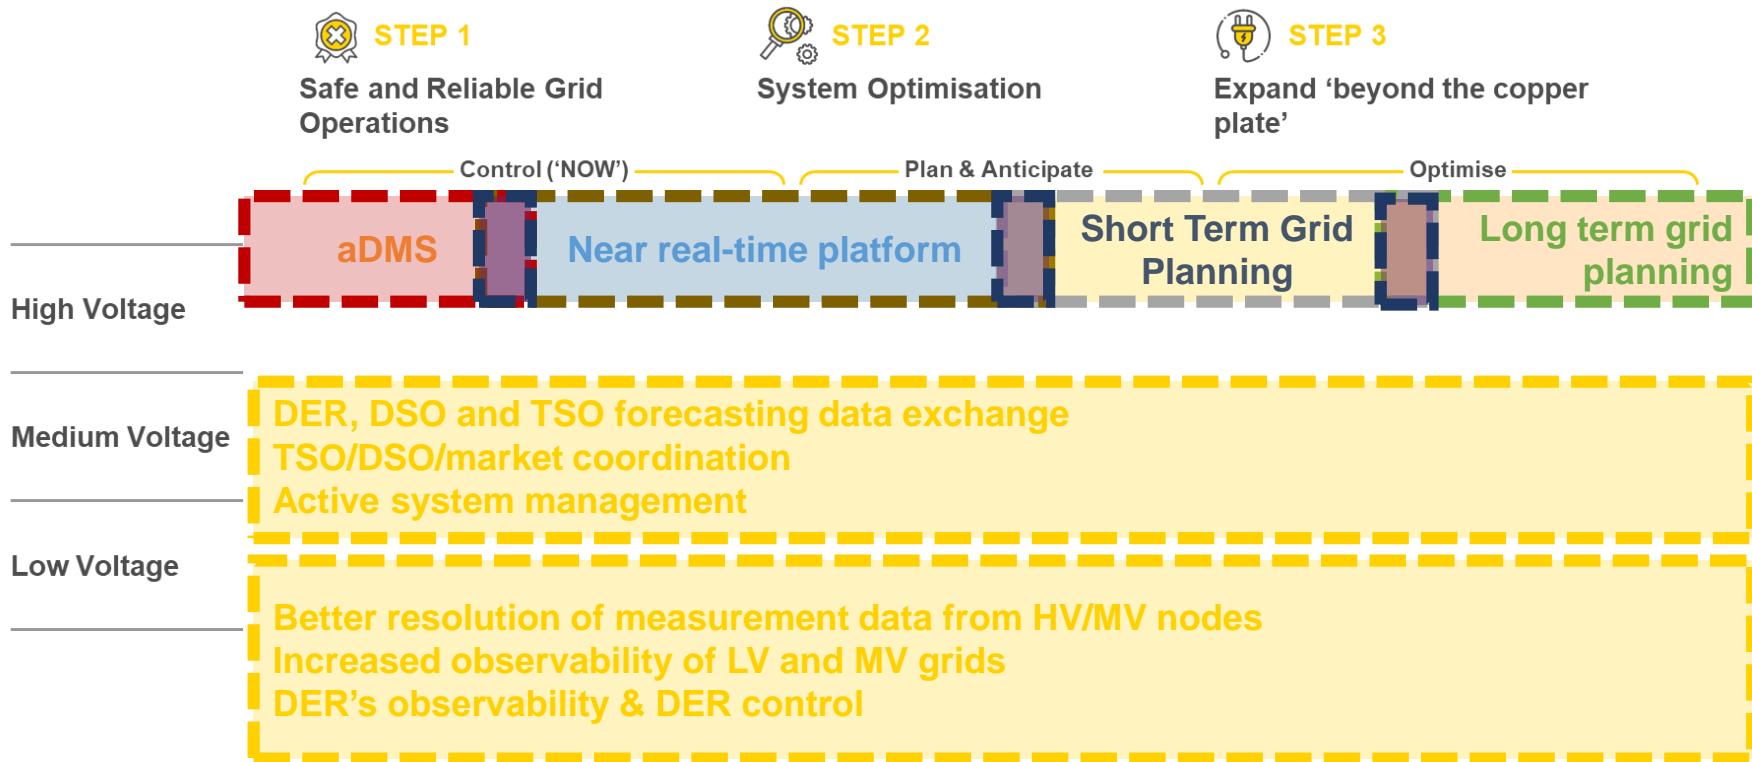 STEP 1
Safe and Reliable Grid
Operations
STEP 2
System Optimisation
STEP 3
Expand ‘beyond the copper
plate’
Control (‘NOW’)
Plan & Anticipate
Optimise
aDMS
Near real-time platform
Short Term Grid
Planning
Long term grid
planning
High Voltage
Medium Voltage
Low Voltage
DER, DSO and TSO forecasting data exchange
TSO/DSO/market coordination
Active system management
Better resolution of measurement data from HV/MV nodes
Increased observability of LV and MV grids
DER’s observability & DER control